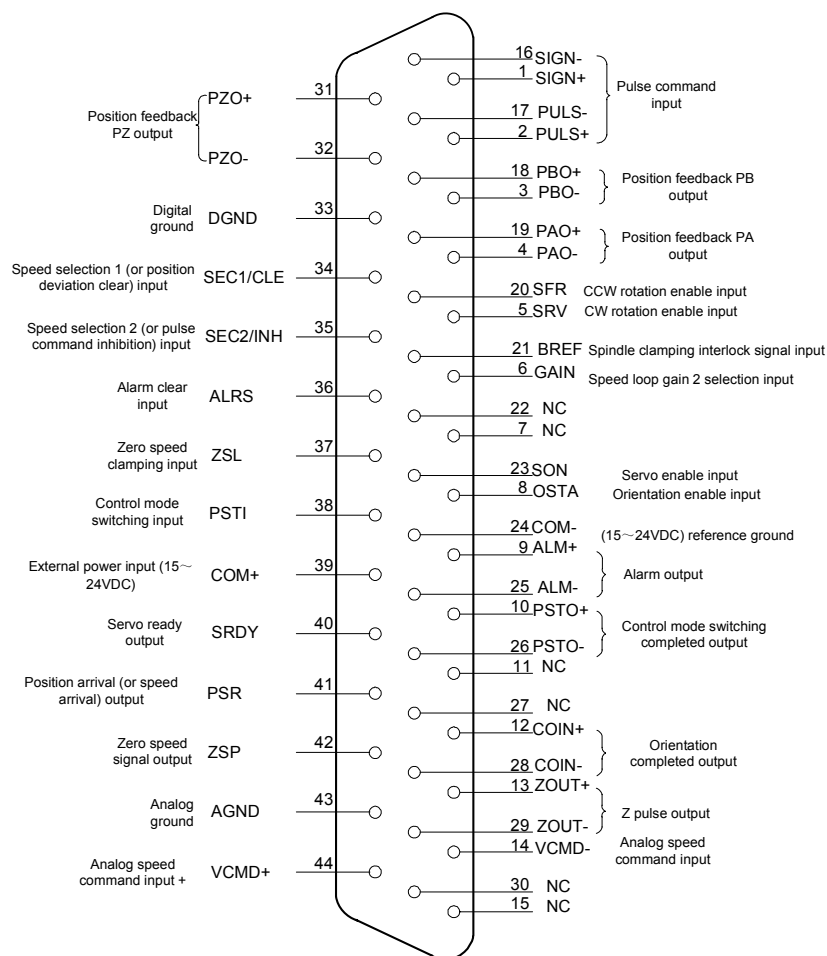 31
PZO+
Position feedback
PZ output
32
PZO-
Digital
ground
DGND
33
Speed selection 1 (or position
deviation clear) input
SEC1/CLE
34
Speed selection 2 (or pulse
command inhibition) input
SEC2/INH
35
Alarm clear
input
ALRS
36
Zero speed
clamping input
ZSL
37
Control mode
switching input
PSTI
38
External power input (15～
24VDC)
COM+
39
Servo ready
output
SRDY
40
Position arrival (or speed
arrival) output
PSR
41
Zero speed
signal output
ZSP
42
Analog
ground
AGND
43
Analog speed
command input +
VCMD+
44
16 SIGN-
1 SIGN+
Pulse command
input
17 PULS-
2 PULS+
18 PBO+
3 PBO-
Position feedback PB
output
19 PAO+
4 PAO-
Position feedback PA
output
20 SFR CCW rotation enable input
5 SRV CW rotation enable input
21 BREF Spindle clamping interlock signal input
6 GAIN Speed loop gain 2 selection input
22 NC
7 NC
23 SON Servo enable input
8 OSTA Orientation enable input
24 COM- (15～24VDC) reference ground
9 ALM+
Alarm output
25 ALM-
10 PSTO+
Control mode switching
completed output
26 PSTO-
11 NC
27 NC
12 COIN+
Orientation
completed output
28 COIN-
13 ZOUT+
Z pulse output
29 ZOUT-
14 VCMD-
Analog speed
command input
30 NC
15 NC